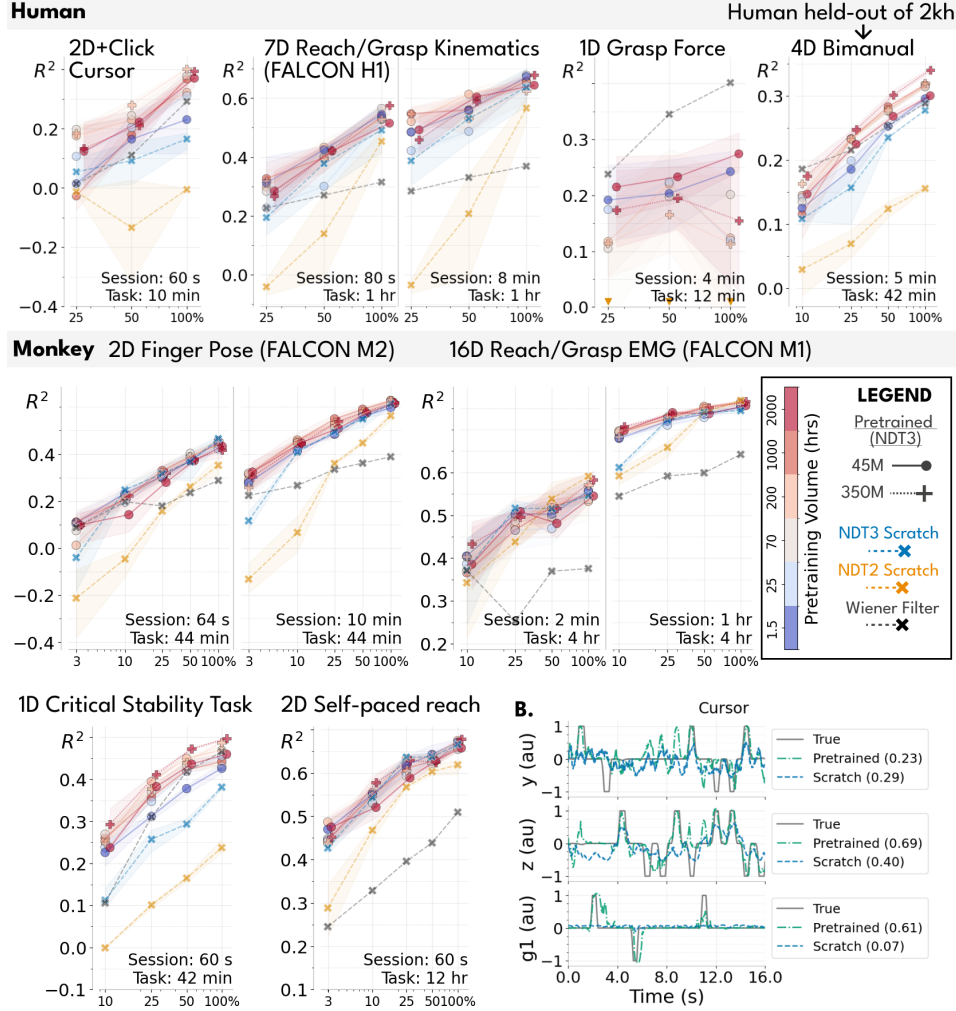 Human
Human held-out of 2kh
2D+Click
Cursor
7D Reach/Grasp Kinematics
(FALCON H1)
1D Grasp Force
4D Bimanual
R²
0.2
0.0
−0.2
−0.4
25
50
100%
Session: 60 s
Task: 10 min
R²
0.6
0.4
0.2
0.0
25
50
100%
Session: 80 s
Task: 1 hr
25
50
100%
Session: 8 min
Task: 1 hr
R²
0.3
0.2
0.1
0.0
25
50
100%
Session: 4 min
Task: 12 min
R²
0.3
0.2
0.1
0.0
10
25
50
100%
Session: 5 min
Task: 42 min
Monkey
2D Finger Pose (FALCON M2)
16D Reach/Grasp EMG (FALCON M1)
R²
0.4
0.2
0.0
−0.2
−0.4
3
10
25
50
100%
Session: 64 s
Task: 44 min
3
10
25
50
100%
Session: 10 min
Task: 44 min
R²
0.6
0.5
0.4
0.3
0.2
10
25
50
100%
Session: 2 min
Task: 4 hr
10
25
50
100%
Session: 1 hr
Task: 4 hr
2000
1000
200
70
25
1.5
Pretraining Volume (hrs)
LEGEND
Pretrained
(NDT3)
45M
350M
NDT3 Scratch
NDT2 Scratch
Wiener Filter
1D Critical Stability Task
R²
0.4
0.3
0.2
0.1
0.0
−0.1
10
25
50
100%
Session: 60 s
Task: 42 min
2D Self-paced reach
R²
0.6
0.5
0.4
0.3
0.2
0.1
3
10
25
50
100%
Session: 60 s
Task: 12 hr
B.
Cursor
y (au)
1
0
−1
True
Pretrained (0.23)
Scratch (0.29)
z (au)
1
0
−1
True
Pretrained (0.69)
Scratch (0.40)
g1 (au)
1
0
−1
True
Pretrained (0.61)
Scratch (0.07)
0.0
4.0
8.0
12.0
16.0
Time (s)